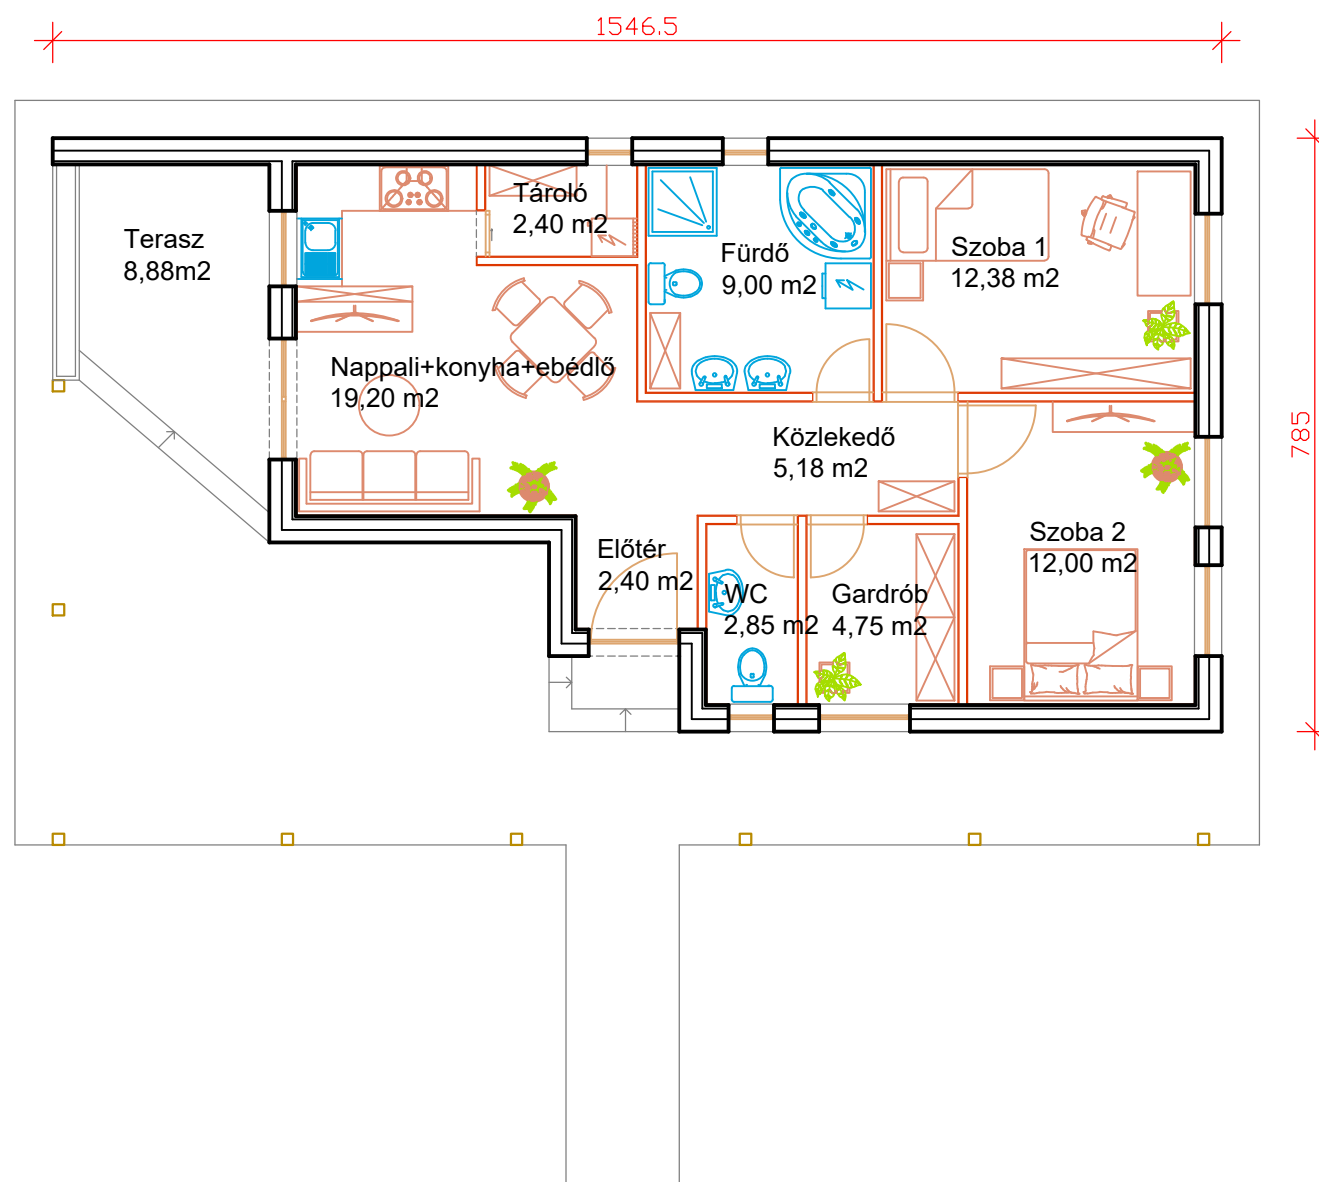 1546.5
Tároló
2,40 m2
Terasz
8,88m2
Fürdő
9,00 m2
Szoba 1
12,38 m2
Nappali+konyha+ebédlő
19,20 m2
785
Közlekedő
5,18 m2
Előtér
2,40 m2
WC
2,85 m2
Gardrób
4,75 m2
Szoba 2
12,00 m2